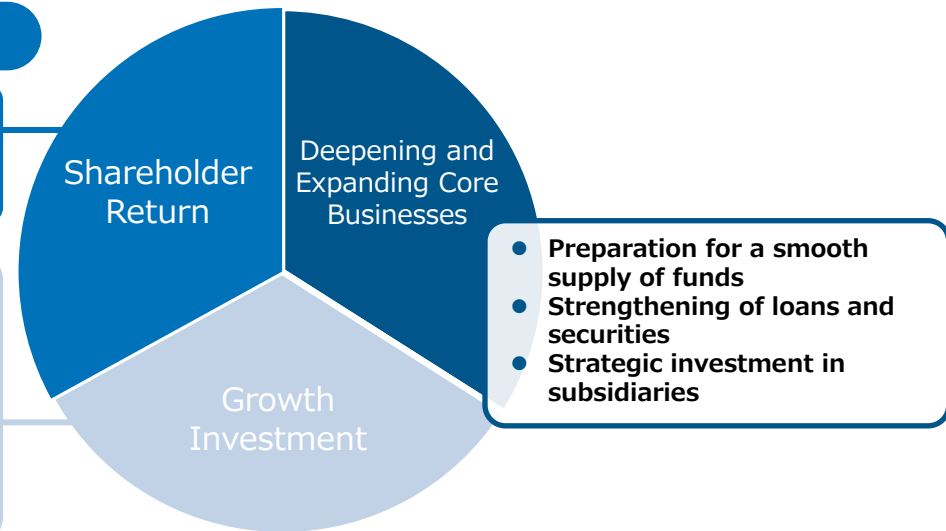 Shareholder
Return
Deepening and
Expanding Core
Businesses
● Preparation for a smooth
supply of funds
● Strengthening of loans and
securities
● Strategic investment in
subsidiaries
Growth
Investment